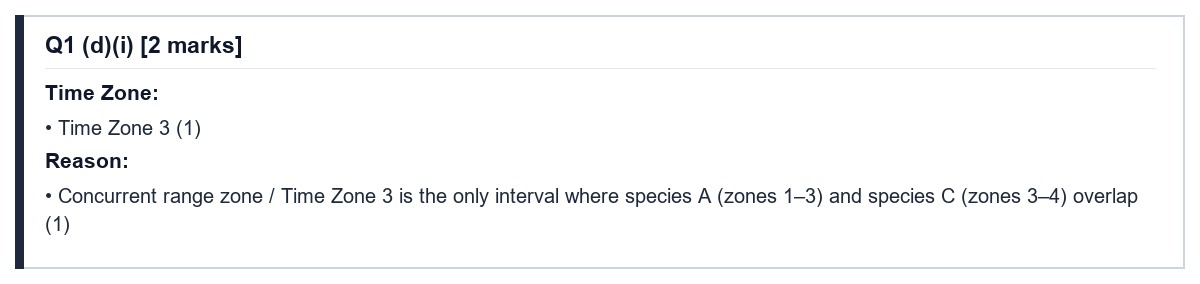 Q1 (d)(i) [2 marks]
Time Zone:
• Time Zone 3 (1)
Reason:
• Concurrent range zone / Time Zone 3 is the only interval where species A (zones 1–3) and species C (zones 3–4) overlap
(1)